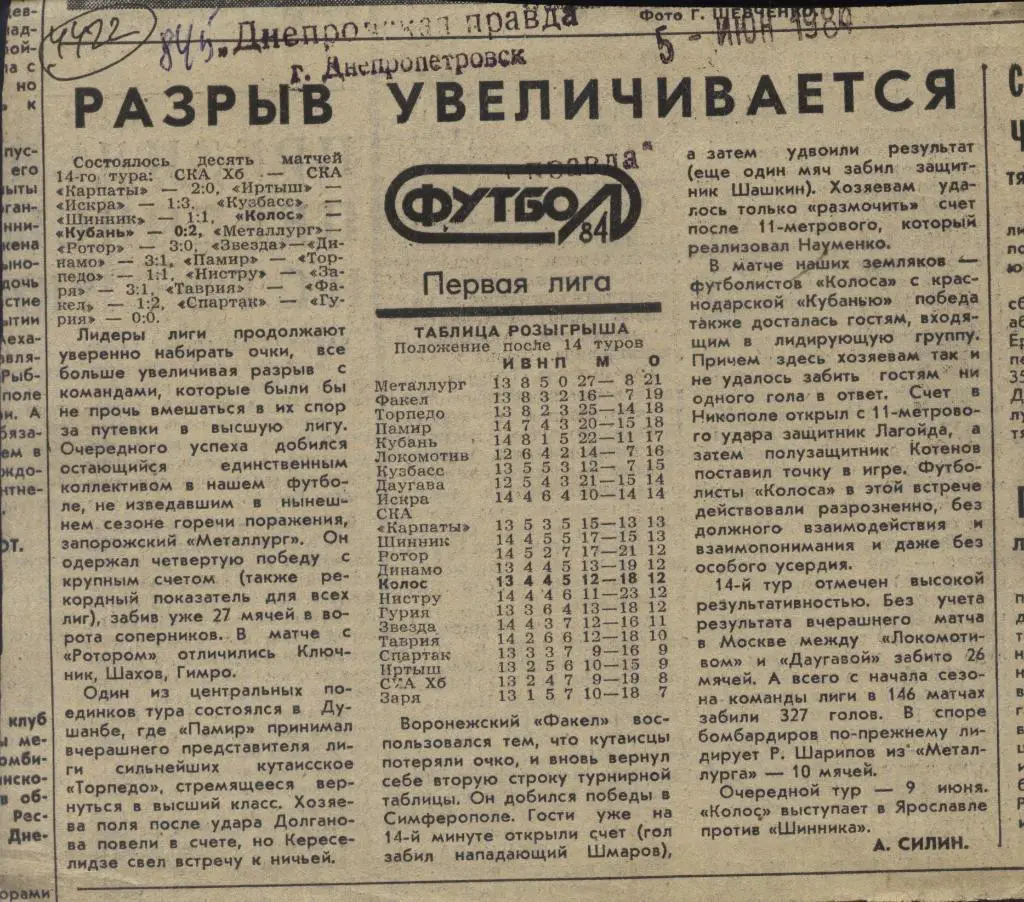 4422
845
„Днепровская правда
г. Днепропетровск
Фото Г. ШЕВЧЕНКО
5 - ИЮН 1984
РАЗРЫВ УВЕЛИЧИВАЕТСЯ
Состоялось десять матчей
14-го тура: СКА Хб — СКА
«Карпаты» — 2:0, «Иртыш» —
«Искра» — 1:3, «Кузбасс» —
«Шинник» — 1:1, «Колос» —
«Кубань» — 0:2, «Металлург»—
«Ротор» — 3:0, «Звезда»—«Ди-
намо» — 3:1, «Памир» — «Тор-
педо» — 1:1, «Нистру» — «За-
ря» — 3:1, «Таврия» — «Фа-
кел» — 1:2, «Спартак» — «Гу-
рия» — 0:0.
Лидеры лиги продолжают
уверенно набирать очки, все
больше увеличивая разрыв с
командами, которые были бы
не прочь вмешаться в их спор
за путевки в высшую лигу.
Очередного успеха добился
остающийся единственным
коллективом в нашем футбо-
ле, не изведавшим в нынеш-
нем сезоне горечи поражения,
запорожский «Металлург». Он
одержал четвертую победу с
крупным счетом (также ре-
кордный показатель для всех
лиг), забив уже 27 мячей в во-
рота соперников. В матче с
«Ротором» отличились Ключ-
ник, Шахов, Гимро.
Один из центральных по-
единков тура состоялся в Ду-
шанбе, где «Памир» принимал
вчерашнего представителя ли-
ги сильнейших кутаисское
«Торпедо», стремящееся вер-
нуться в высший класс. Хозяе-
ва поля после удара Долгано-
ва повели в счете, но Кересе-
лидзе свел встречу к ничьей.
правда"
ФУТБОЛ
84
Первая лига
ТАБЛИЦА РОЗЫГРЫША
Положение после 14 туров
И В Н П М О
Металлург 13 8 5 0 27— 8 21
Факел 13 8 3 2 16— 7 19
Торпедо 13 8 2 3 25—14 18
Памир 14 7 4 3 20—15 18
Кубань 14 8 1 5 22—11 17
Локомотив 12 6 4 2 14— 7 16
Кузбасс 13 5 5 3 12— 7 15
Даугава 12 5 4 3 21—15 14
Искра 14 4 6 4 10—14 14
СКА
«Карпаты» 13 5 3 5 15—13 13
Шинник 14 4 5 5 17—15 13
Ротор 14 5 2 7 17—21 12
Динамо 13 4 4 5 13—19 12
Колос 13 4 4 5 12—18 12
Нистру 14 4 4 6 11—23 12
Гурия 13 3 6 4 13—18 12
Звезда 14 4 3 7 12—16 11
Таврия 14 2 6 6 12—18 10
Спартак 13 3 3 7 9—16 9
Иртыш 13 2 5 6 10—15 9
СКА Хб 13 2 4 7 9—19 8
Заря 13 1 5 7 10—18 7
Воронежский «Факел» вос-
пользовался тем, что кутаисцы
потеряли очко, и вновь вернул
себе вторую строку турнирной
таблицы. Он добился победы в
Симферополе. Гости уже на
14-й минуте открыли счет (гол
забил нападающий Шмаров),
а затем удвоили результат
(еще один мяч забил защит-
ник Шашкин). Хозяевам уда-
лось только «размочить» счет
после 11-метрового, который
реализовал Науменко.
В матче наших земляков —
футболистов «Колоса» с крас-
нодарской «Кубанью» победа
также досталась гостям, входя-
щим в лидирующую группу.
Причем здесь хозяевам так и
не удалось забить гостям ни
одного гола в ответ. Счет в
Никополе открыл с 11-метрово-
го удара защитник Лагойда, а
затем полузащитник Котенов
поставил точку в игре. Футбо-
листы «Колоса» в этой встрече
действовали разрозненно, без
должного взаимодействия и
взаимопонимания и даже без
особого усердия.
14-й тур отмечен высокой
результативностью. Без учета
результата вчерашнего матча
в Москве между «Локомоти-
вом» и «Даугавой» забито 26
мячей. А всего с начала сезо-
на команды лиги в 146 матчах
забили 327 голов. В споре
бомбардиров по-прежнему ли-
дирует Р. Шарипов из «Метал-
лурга» — 10 мячей.
Очередной тур — 9 июня.
«Колос» выступает в Ярославле
против «Шинника».
А. СИЛИН.